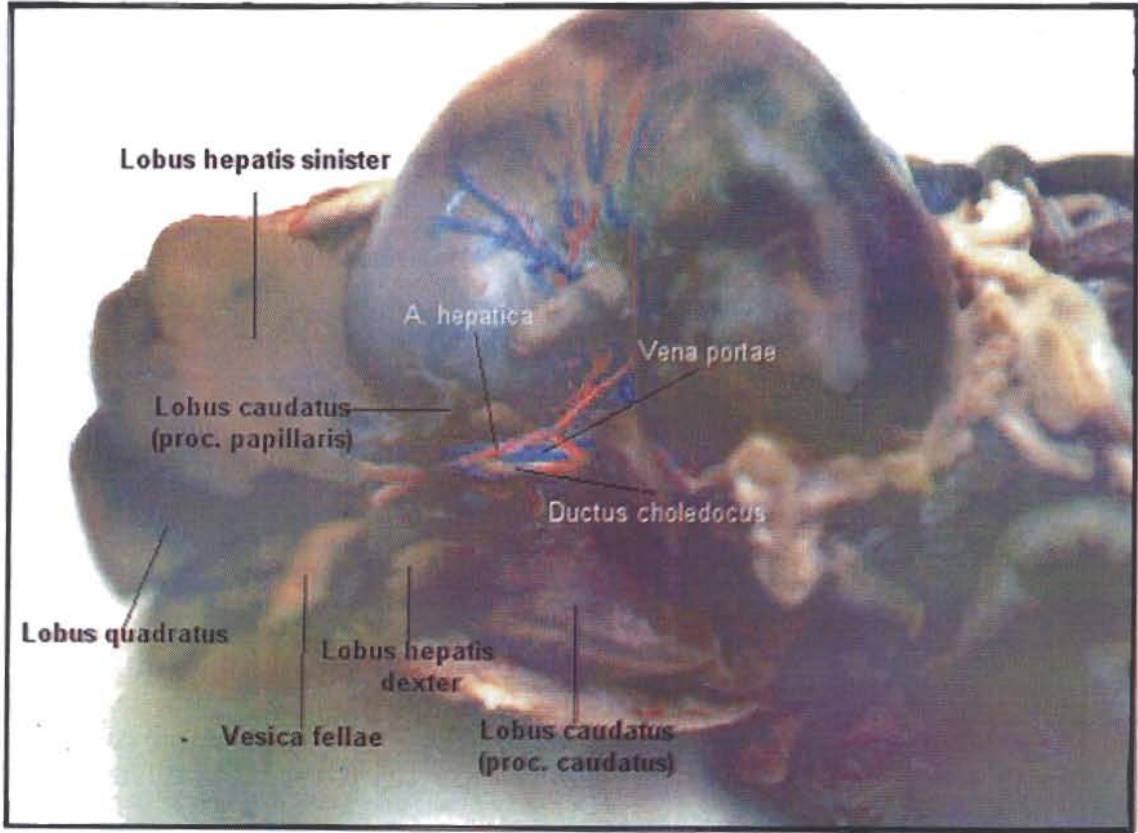 Lobus hepatis sinister
A. hepatica
Vena portae
Lobus caudatus
(proc. papillaris)
Ductus choledocus
Lobus quadratus
Lobus hepatis
dexter
Vesica fellae
Lobus caudatus
(proc. caudatus)